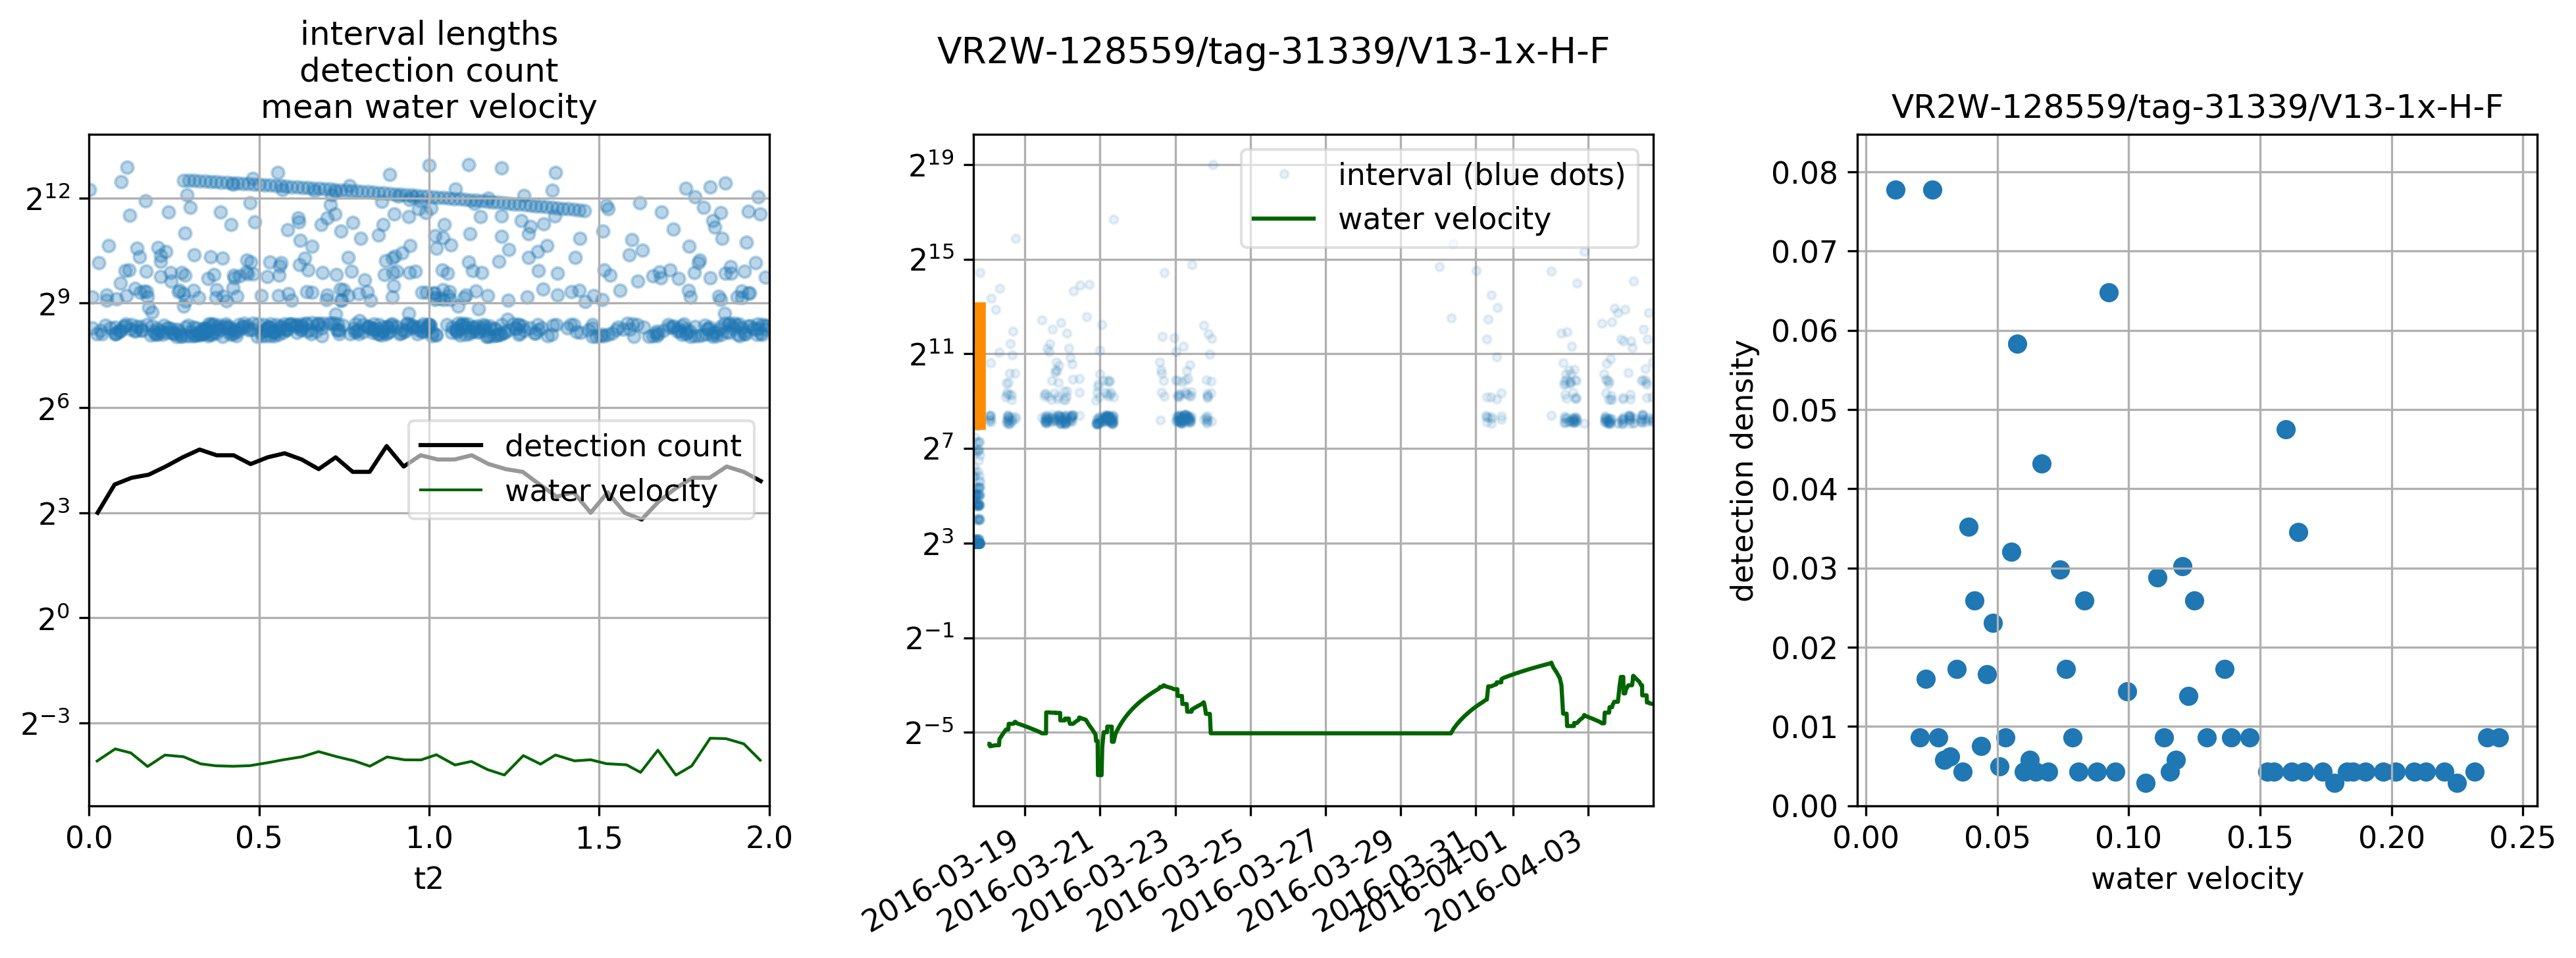 interval lengths
detection count
mean water velocity
2^12
2^9
2^6
2^3
2^0
2^−3
detection count
water velocity
0.0 0.5 1.0 1.5 2.0
t2
VR2W-128559/tag-31339/V13-1x-H-F
2^19
2^15
2^11
2^7
2^3
2^−1
2^−5
interval (blue dots)
water velocity
2016-03-19
2016-03-21
2016-03-23
2016-03-25
2016-03-27
2016-03-29
2016-03-31
2016-04-01
2016-04-03
VR2W-128559/tag-31339/V13-1x-H-F
detection density
0.08
0.07
0.06
0.05
0.04
0.03
0.02
0.01
0.00
0.00 0.05 0.10 0.15 0.20 0.25
water velocity